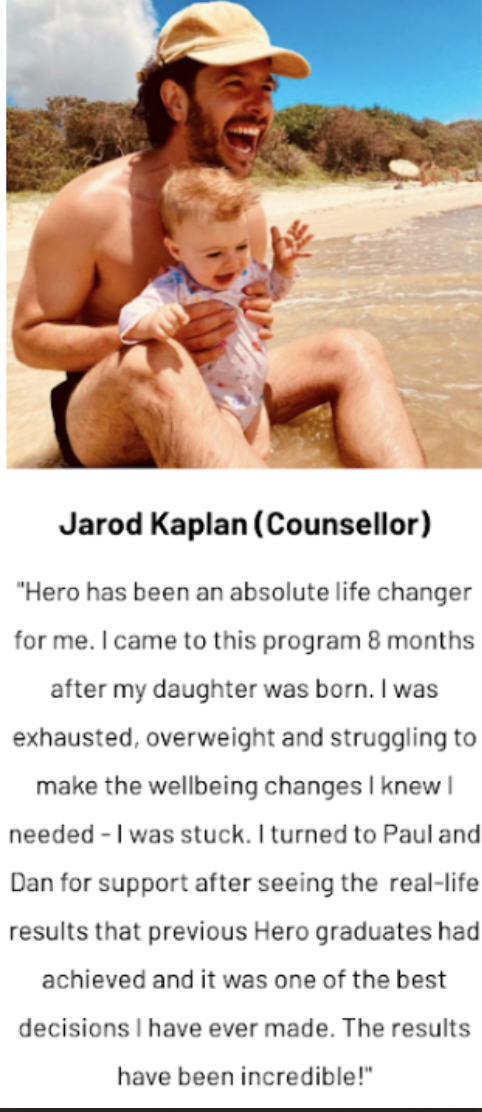 Jarod Kaplan (Counsellor)
"Hero has been an absolute life changer
for me. I came to this program 8 months
after my daughter was born. I was
exhausted, overweight and struggling to
make the wellbeing changes I knew I
needed - I was stuck. I turned to Paul and
Dan for support after seeing the  real-life
results that previous Hero graduates had
achieved and it was one of the best
decisions I have ever made. The results
have been incredible!"